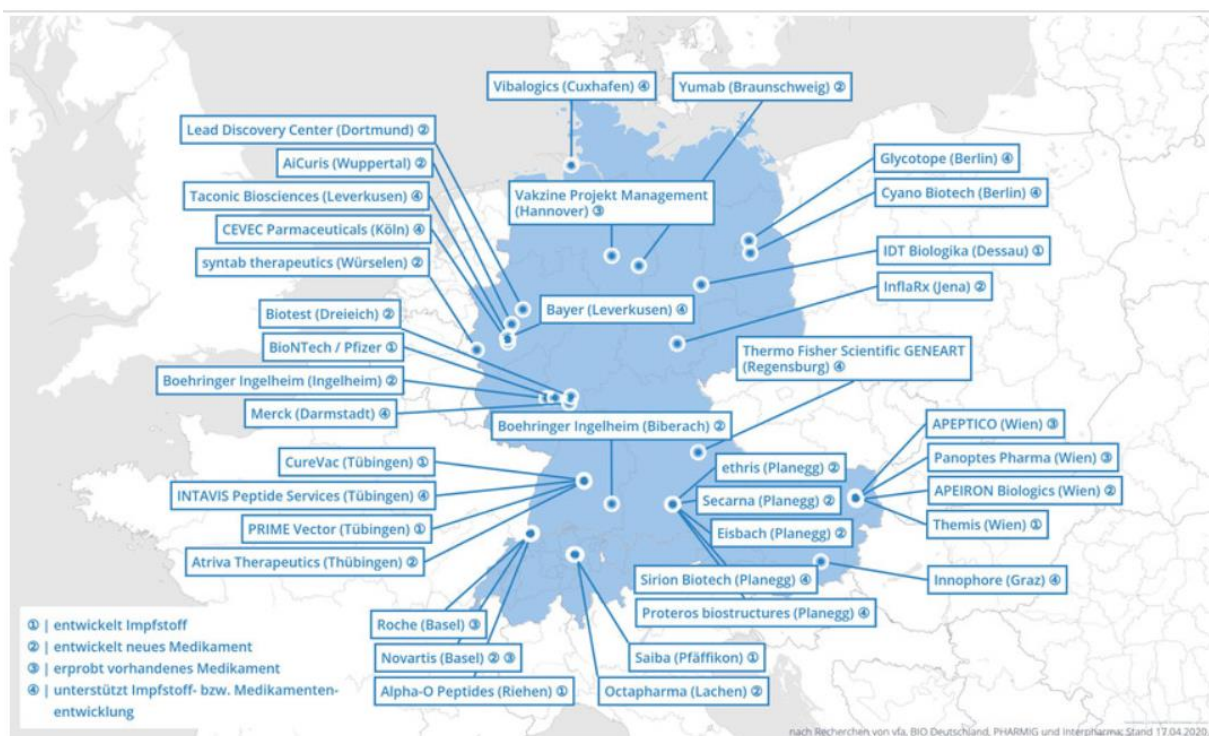 Vibalogics (Cuxhafen) ④
Yumab (Braunschweig) ②
Lead Discovery Center (Dortmund) ②
AiCuris (Wuppertal) ②
Taconic Biosciences (Leverkusen) ④
CEVEC Parmaceuticals (Köln) ④
syntab therapeutics (Würselen) ②
Vakzine Projekt Management
(Hannover) ③
Glycotope (Berlin) ④
Cyano Biotech (Berlin) ④
IDT Biologika (Dessau) ①
InflaRx (Jena) ②
Biotest (Dreieich) ②
BioNTech / Pfizer ①
Boehringer Ingelheim (Ingelheim) ②
Merck (Darmstadt) ④
Bayer (Leverkusen) ④
Thermo Fisher Scientific GENEART
(Regensburg) ④
Boehringer Ingelheim (Biberach) ②
CureVac (Tübingen) ①
INTAVIS Peptide Services (Tübingen) ④
PRIME Vector (Tübingen) ①
Atriva Therapeutics (Thübingen) ②
ethris (Planegg) ②
Secarna (Planegg) ②
Eisbach (Planegg) ②
Sirion Biotech (Planegg) ④
Proteros biostructures (Planegg) ④
APEPTICO (Wien) ③
Panoptes Pharma (Wien) ③
APEIRON Biologics (Wien) ②
Themis (Wien) ①
Innophore (Graz) ④
Roche (Basel) ③
Novartis (Basel) ② ③
Alpha-O Peptides (Riehen) ①
Saiba (Pfäffikon) ①
Octapharma (Lachen) ②
① | entwickelt Impfstoff
② | entwickelt neues Medikament
③ | erprobt vorhandenes Medikament
④ | unterstützt Impfstoff- bzw. Medikamenten-
entwicklung
nach Recherchen von vfa, BIO Deutschland, PHARMIG und Interpharma; Stand 17.04.2020